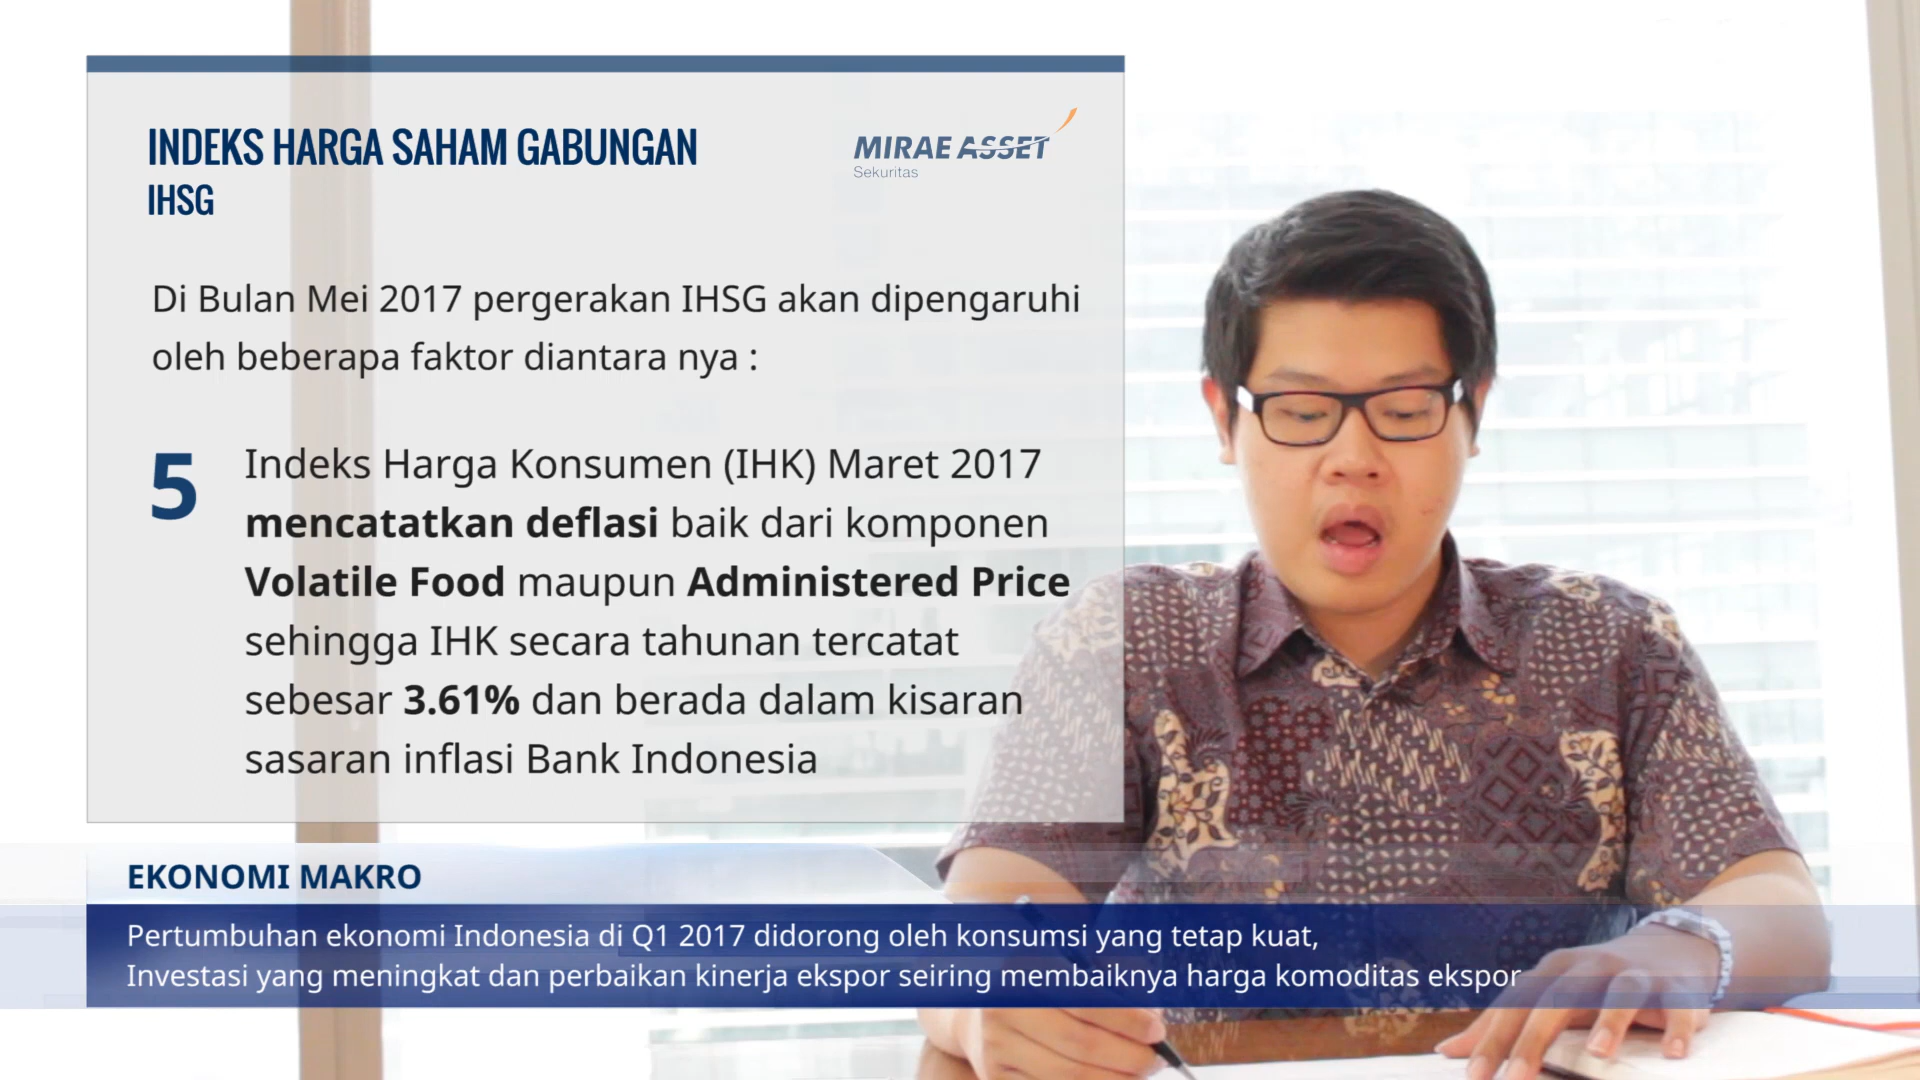 INDEKS HARGA SAHAM GABUNGAN
IHSG
MIRAE ASSET
Sekuritas
Di Bulan Mei 2017 pergerakan IHSG akan dipengaruhi
oleh beberapa faktor diantara nya :
5
Indeks Harga Konsumen (IHK) Maret 2017
mencatatkan deflasi baik dari komponen
Volatile Food maupun Administered Price
sehingga IHK secara tahunan tercatat
sebesar 3.61% dan berada dalam kisaran
sasaran inflasi Bank Indonesia
EKONOMI MAKRO
Pertumbuhan ekonomi Indonesia di Q1 2017 didorong oleh konsumsi yang tetap kuat,
Investasi yang meningkat dan perbaikan kinerja ekspor seiring membaiknya harga komoditas ekspor